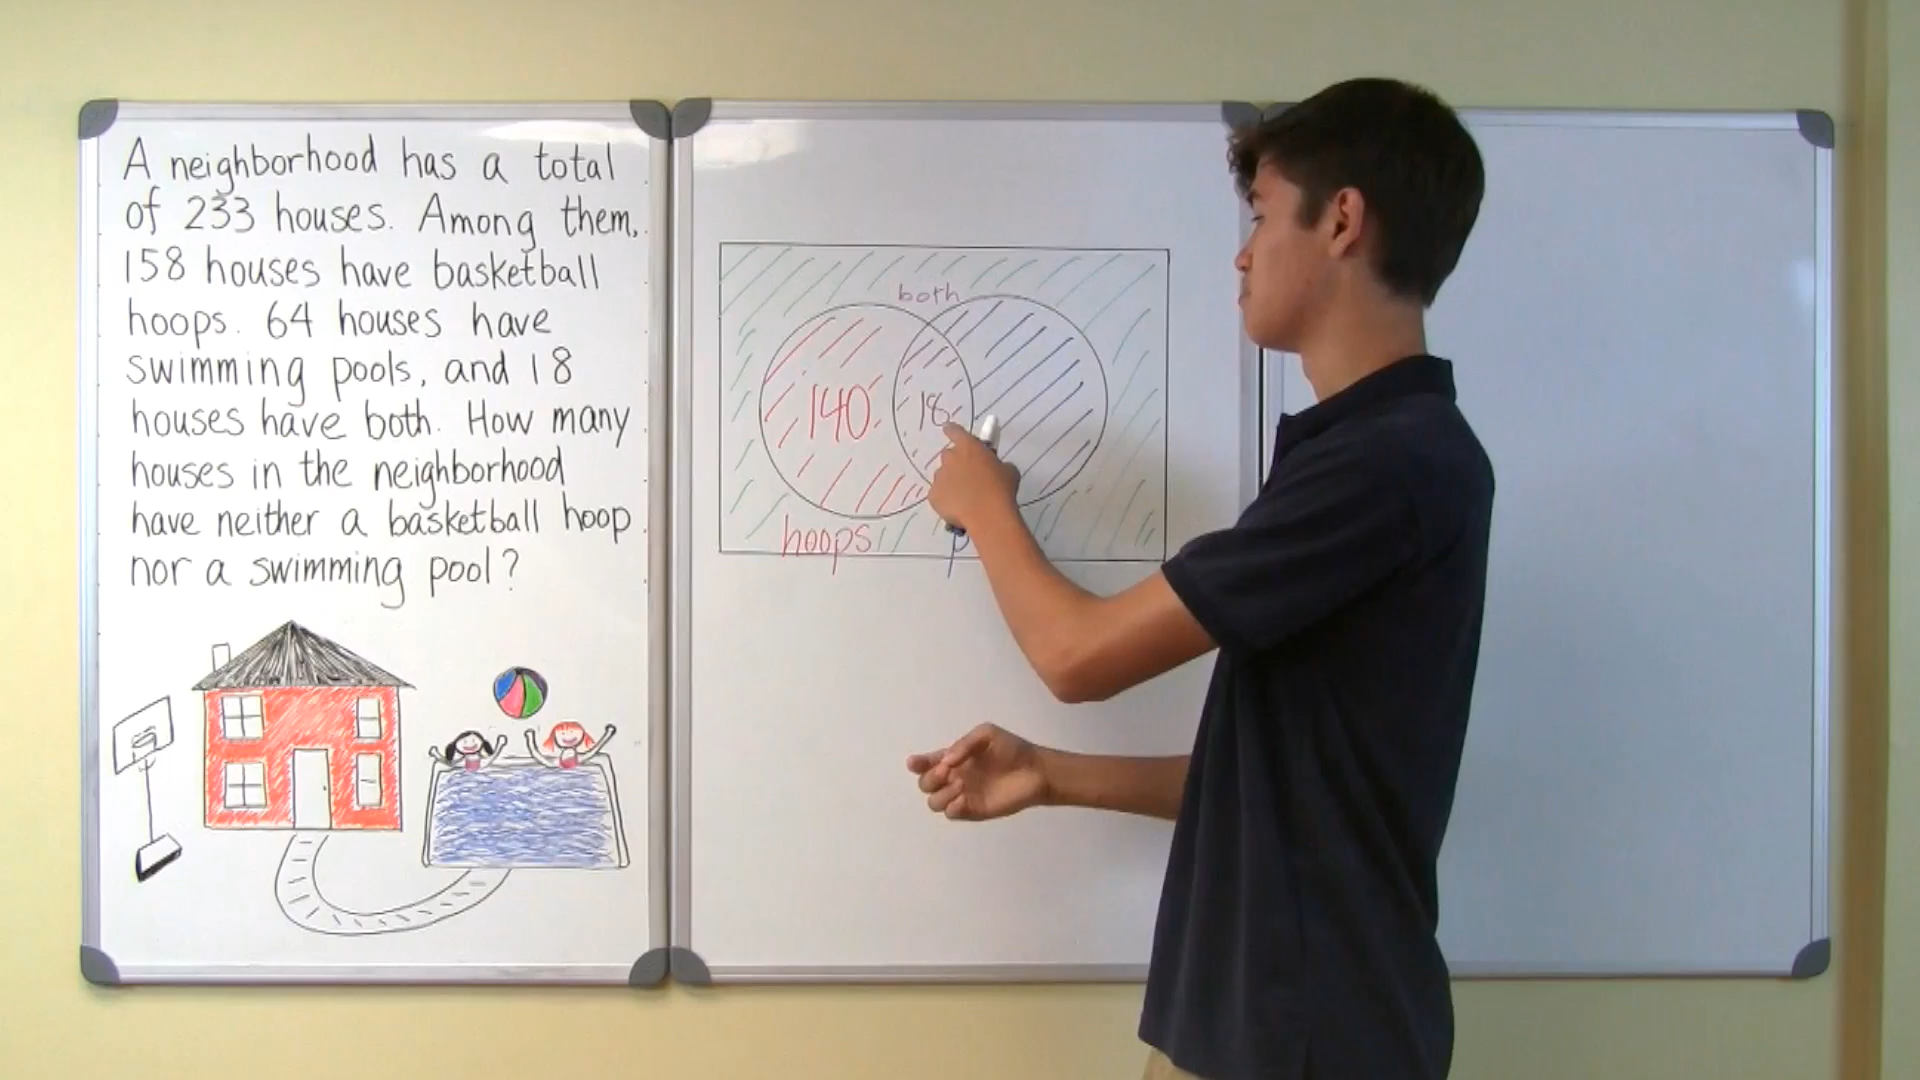 A neighborhood has a total
of 233 houses. Among them,
158 houses have basketball
hoops. 64 houses have
swimming pools, and 18
houses have both. How many
houses in the neighborhood
have neither a basketball hoop
nor a swimming pool?
both
140 18
hoops